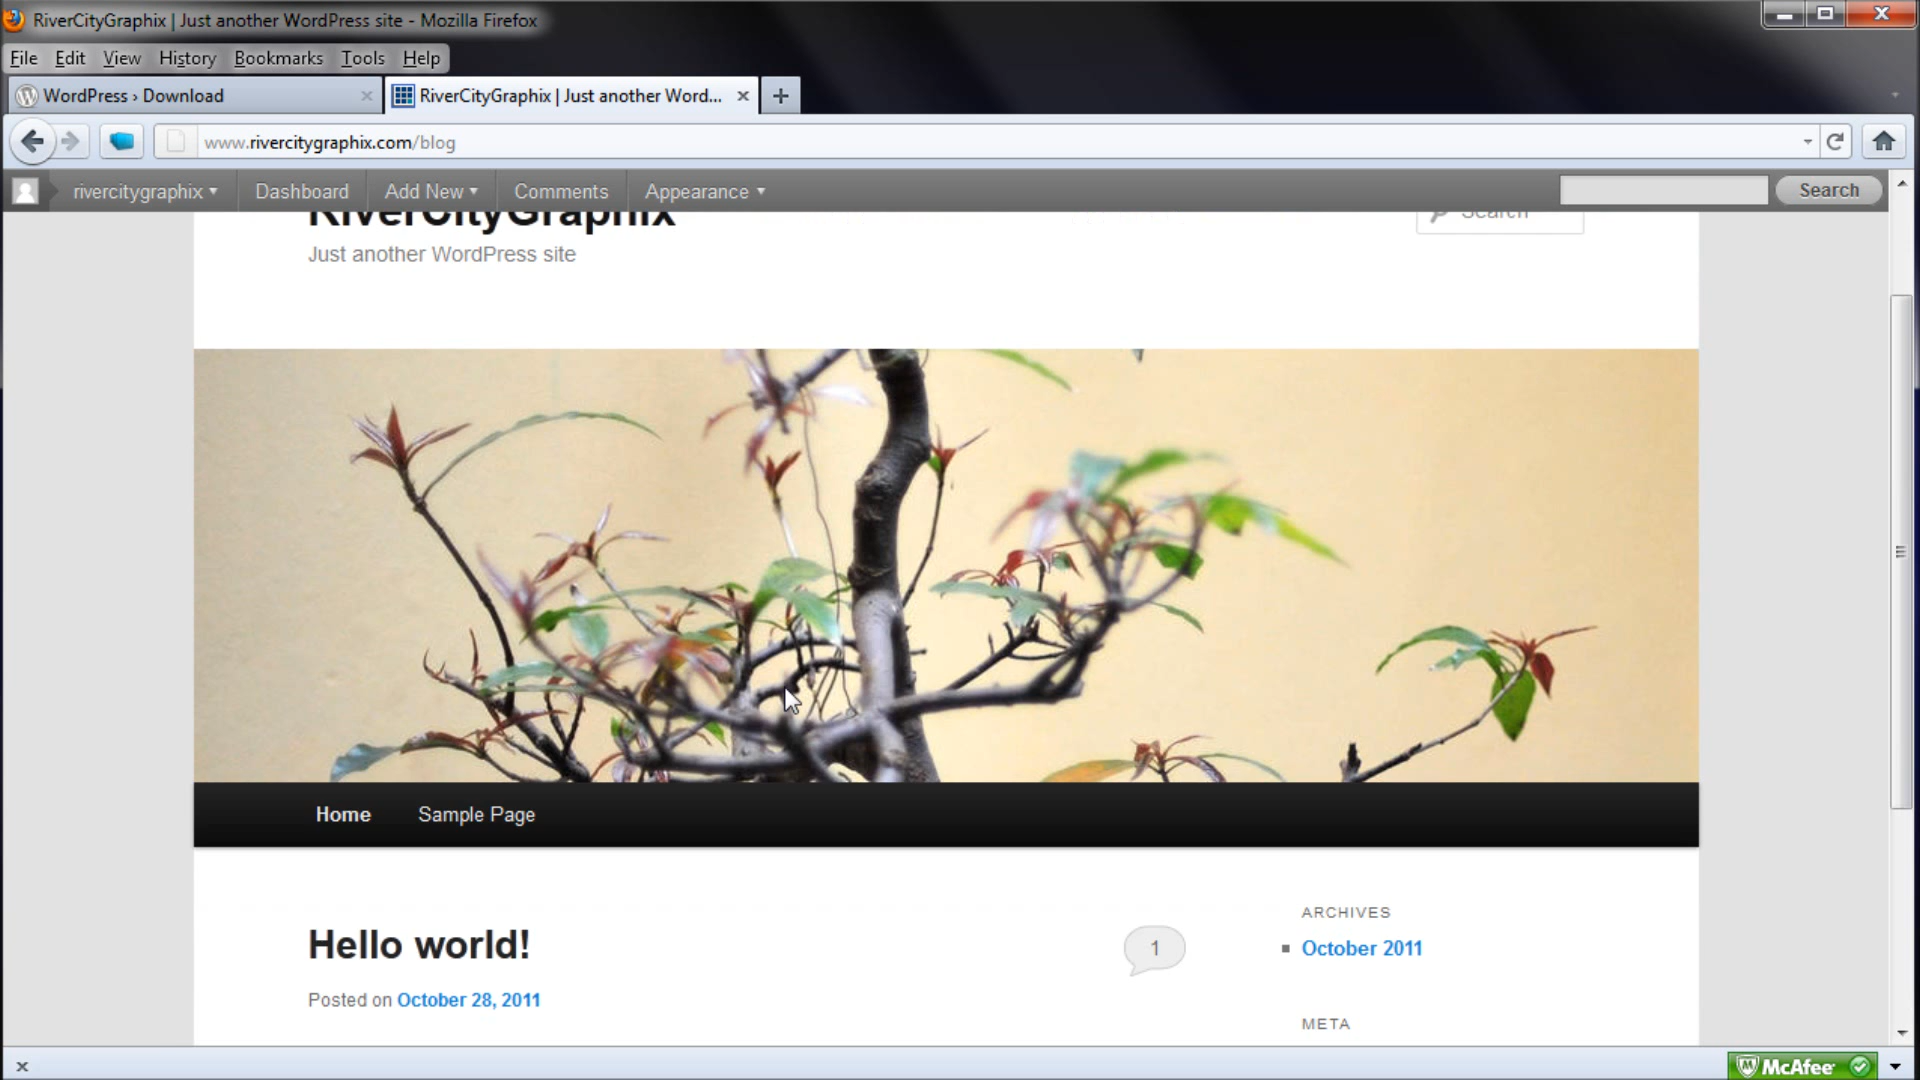 RiverCityGraphix | Just another WordPress site - Mozilla Firefox
File Edit View History Bookmarks Tools Help
WordPress › Download
RiverCityGraphix | Just another Word...
www.rivercitygraphix.com/blog
rivercitygraphix Dashboard Add New Comments Appearance Search
RiverCityGraphix
Search
Just another WordPress site
Home Sample Page
ARCHIVES
Hello world!
1
October 2011
Posted on October 28, 2011
META
McAfee